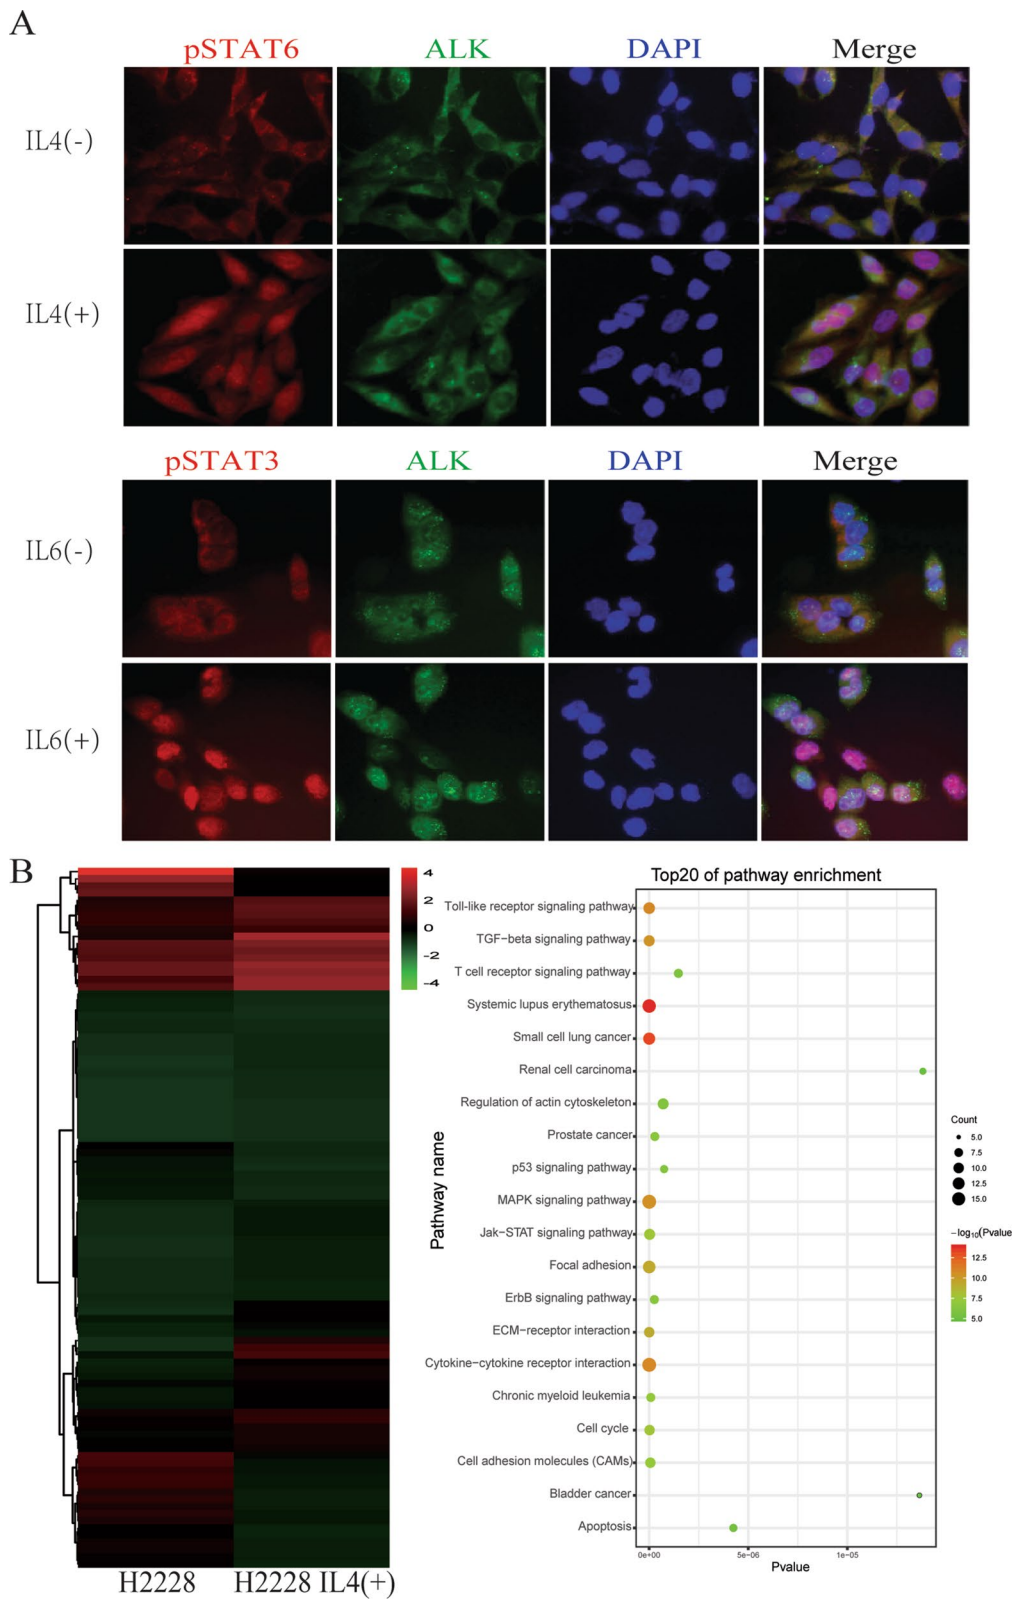 A
pSTAT6 ALK DAPI Merge
IL4(-)
IL4(+)
pSTAT3 ALK DAPI Merge
IL6(-)
IL6(+)
B
4
2
0
-2
-4
H2228 H2228 IL4(+)
Top20 of pathway enrichment
Pathway name
Toll-like receptor signaling pathway
TGF-beta signaling pathway
T cell receptor signaling pathway
Systemic lupus erythematosus
Small cell lung cancer
Renal cell carcinoma
Regulation of actin cytoskeleton
Prostate cancer
p53 signaling pathway
MAPK signaling pathway
Jak-STAT signaling pathway
Focal adhesion
ErbB signaling pathway
ECM-receptor interaction
Cytokine-cytokine receptor interaction
Chronic myeloid leukemia
Cell cycle
Cell adhesion molecules (CAMs)
Bladder cancer
Apoptosis
0e+00 5e-06 1e-05
Pvalue
Count
5.0
7.5
10.0
12.5
15.0
-log₁₀(Pvalue
12.5
10.0
7.5
5.0